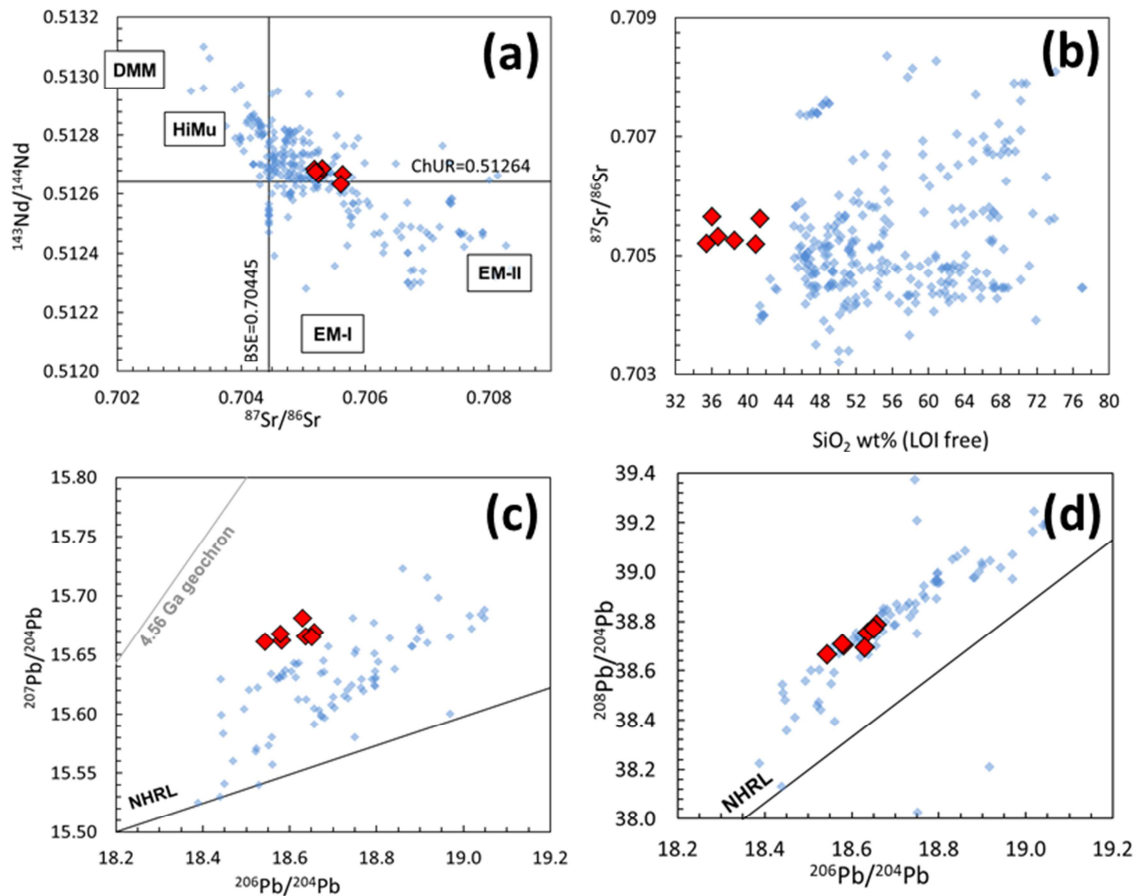 (a)
0.5132
0.5130
0.5128
0.5126
0.5124
0.5122
0.5120
¹⁴³Nd/¹⁴⁴Nd
DMM
HiMu
ChUR=0.51264
BSE=0.70445
EM-II
EM-I
0.702 0.704 0.706 0.708
⁸⁷Sr/⁸⁶Sr
(b)
0.709
0.707
0.705
0.703
⁸⁷Sr/⁸⁶Sr
32 36 40 44 48 52 56 60 64 68 72 76 80
SiO₂ wt% (LOI free)
(c)
15.80
15.75
15.70
15.65
15.60
15.55
15.50
²⁰⁷Pb/²⁰⁴Pb
4.56 Ga geochron
NHRL
18.2 18.4 18.6 18.8 19.0 19.2
²⁰⁶Pb/²⁰⁴Pb
(d)
39.4
39.2
39.0
38.8
38.6
38.4
38.2
38.0
²⁰⁸Pb/²⁰⁴Pb
NHRL
18.2 18.4 18.6 18.8 19.0 19.2
²⁰⁶Pb/²⁰⁴Pb